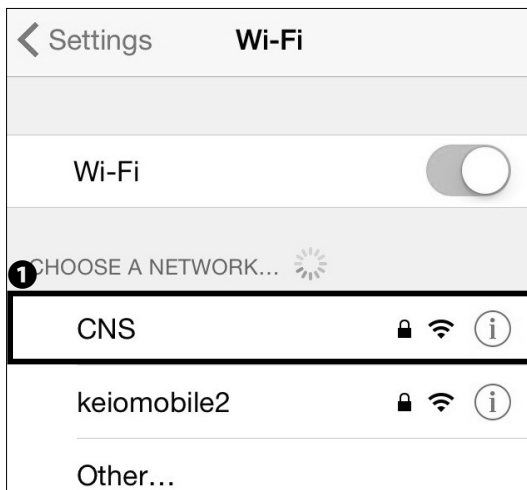 Settings Wi-Fi
Wi-Fi
1
CHOOSE A NETWORK...
CNS
keiomobile2
Other...